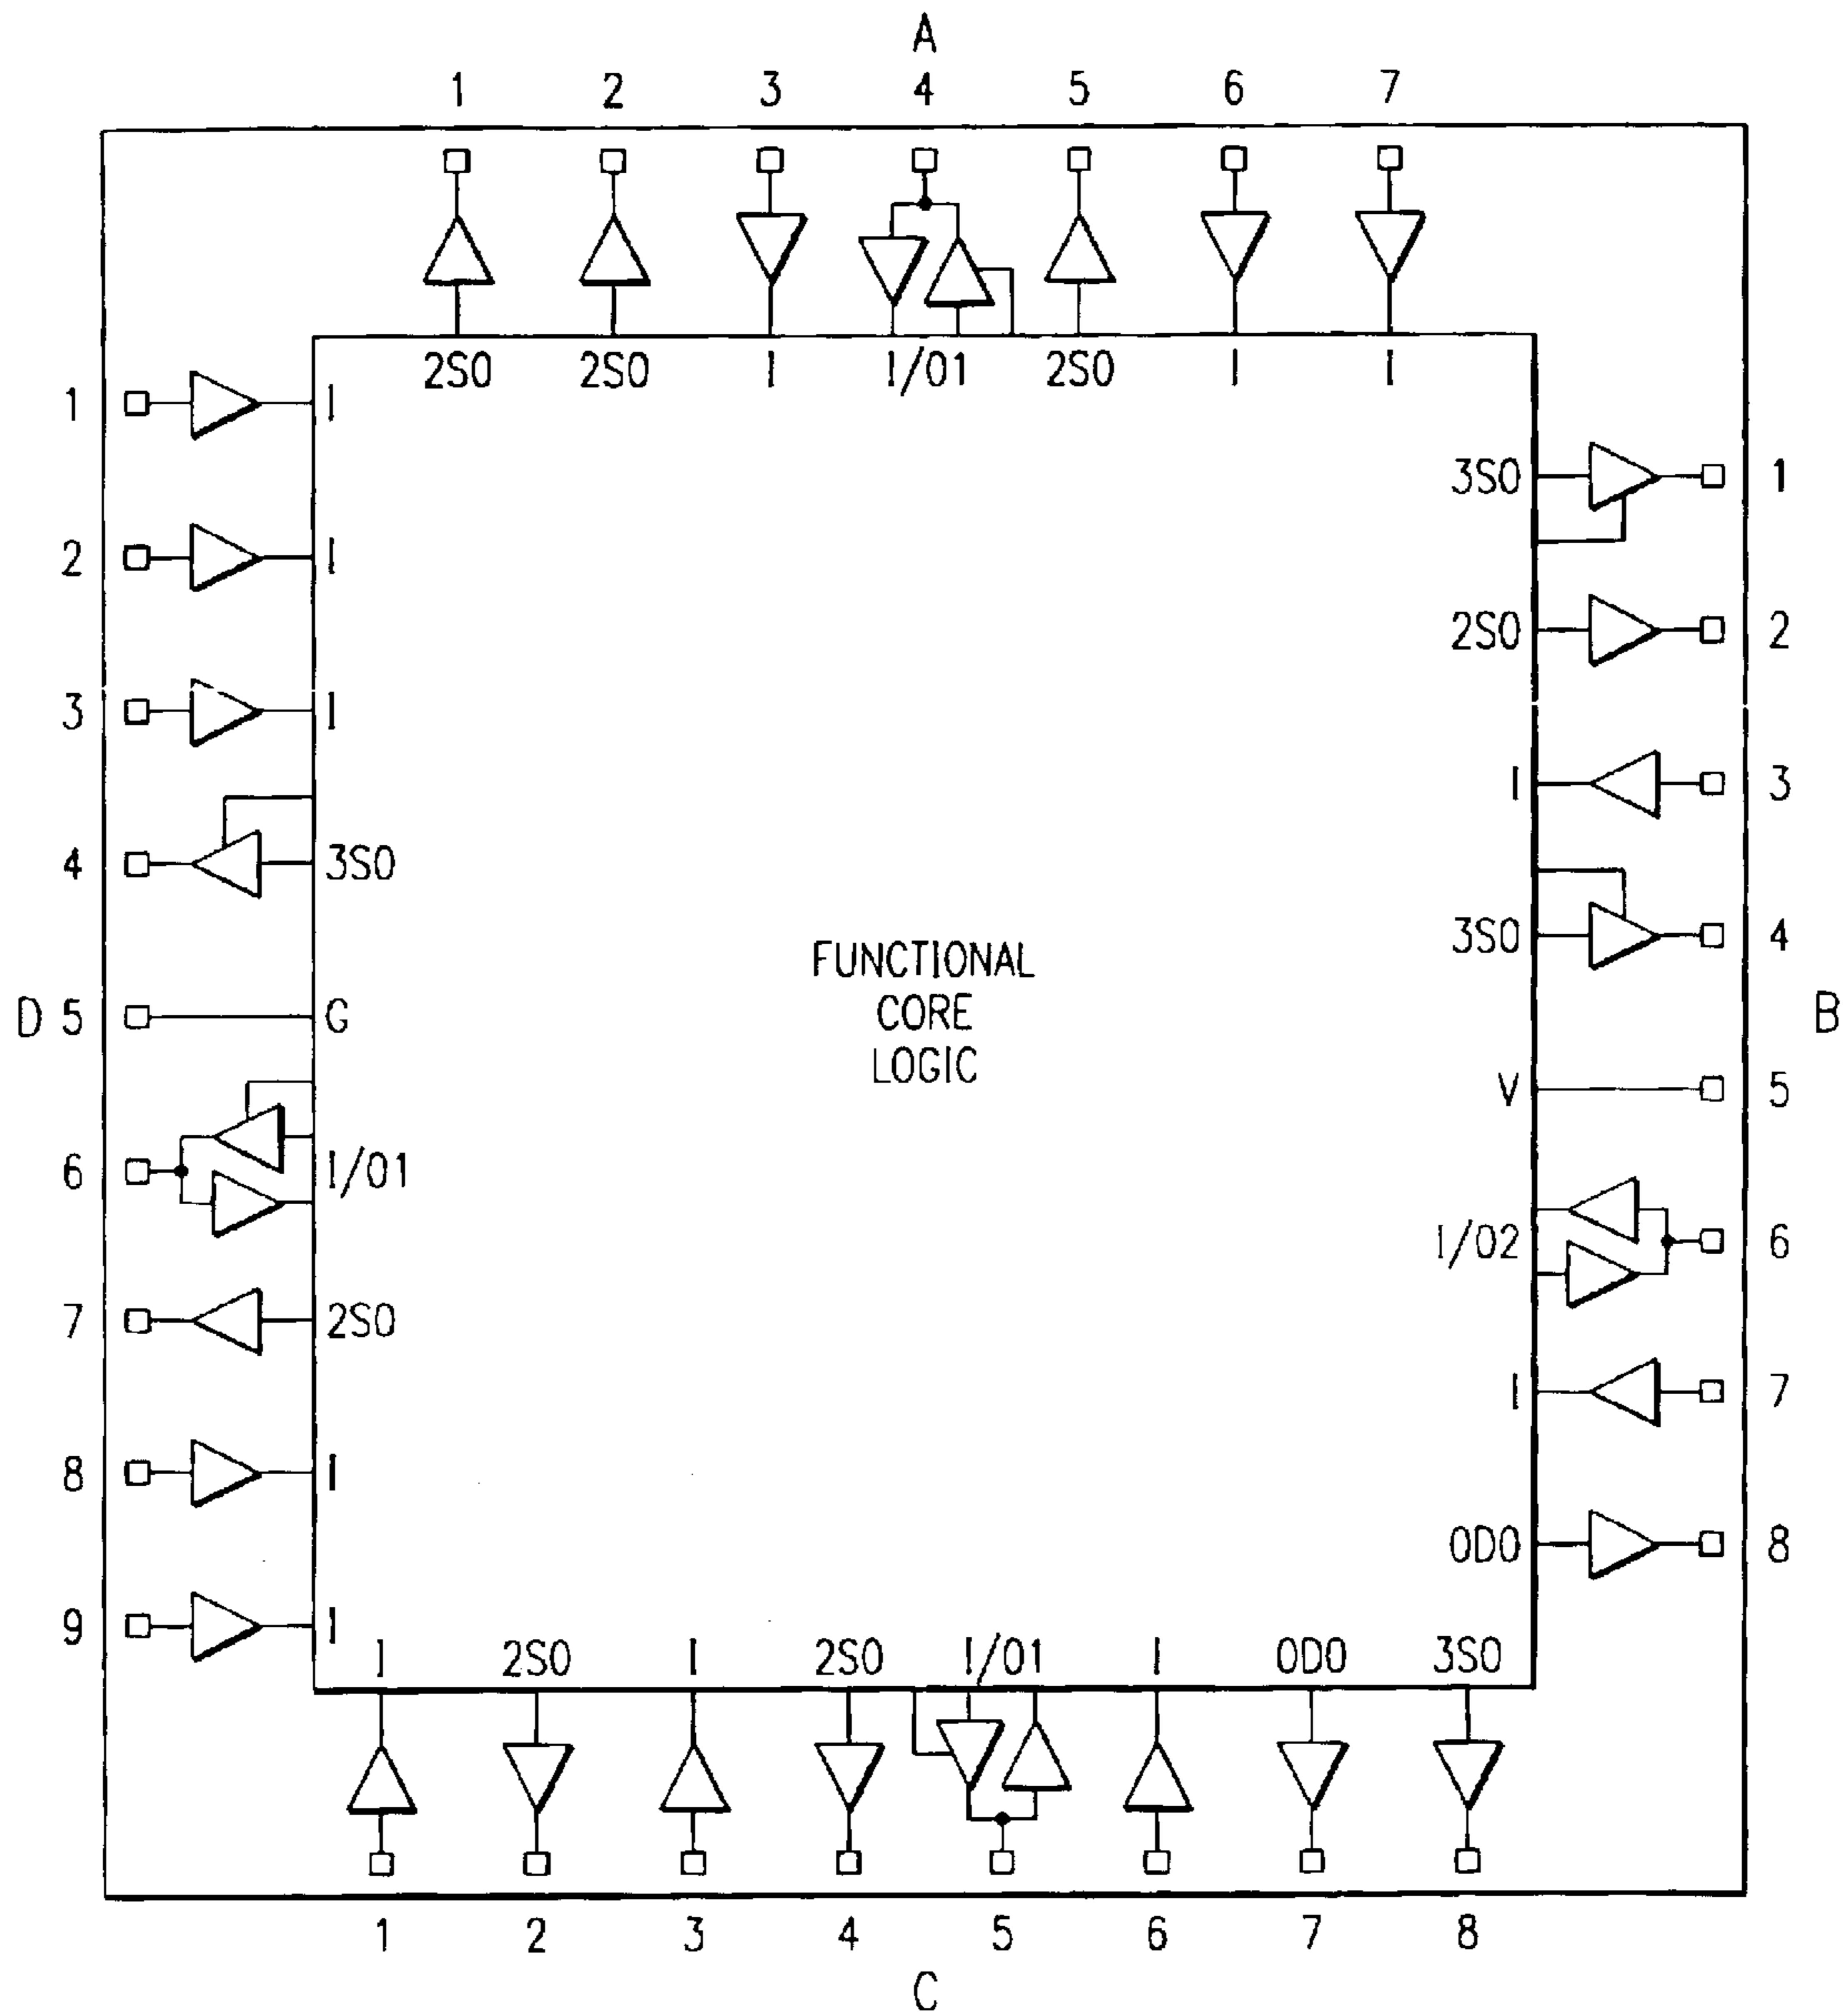 A
1 2 3 4 5 6 7
2SO 2SO I I/O1 2SO I I
1 I
3SO 1
2 I
2SO 2
3 I
I 3
4 3SO
3SO 4
FUNCTIONAL
CORE
LOGIC
D 5 G
B
V 5
6 I/O1
I/O2 6
7 2SO
I 7
8 I
ODO 8
9 I
I 2SO I 2SO I/O1 I ODO 3SO
1 2 3 4 5 6 7 8
C